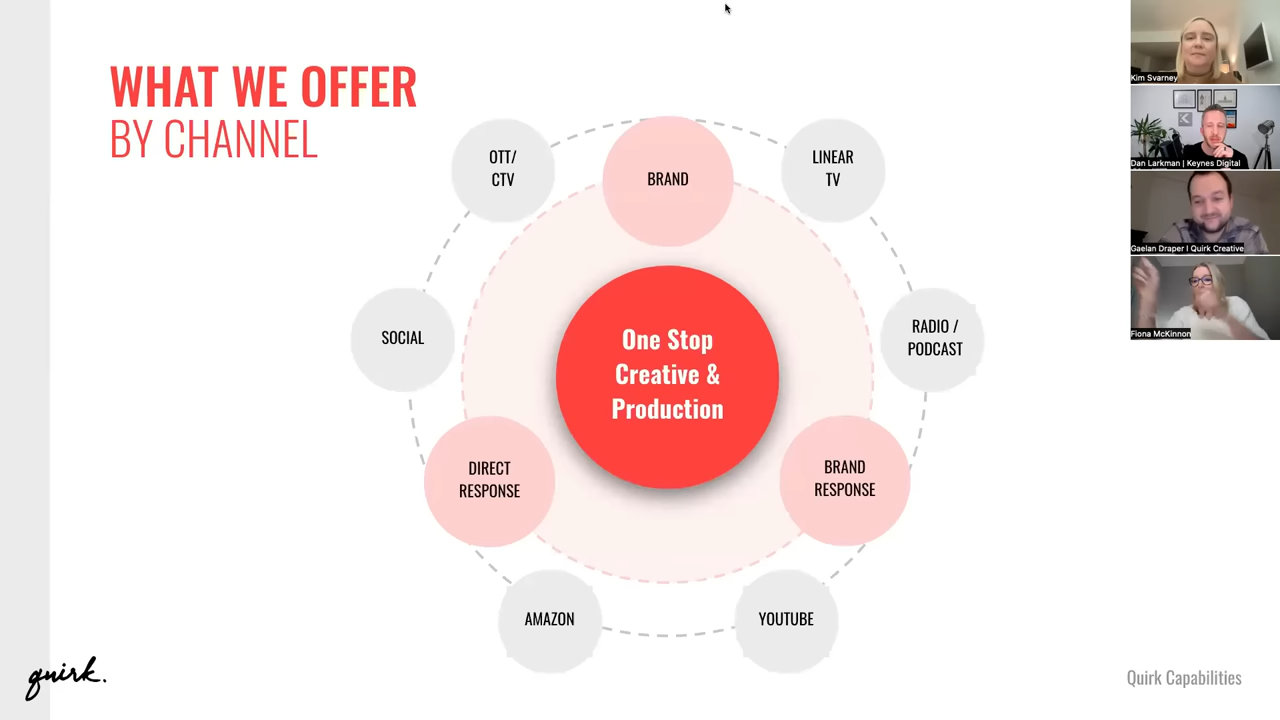 WHAT WE OFFER
BY CHANNEL
OTT/
CTV
BRAND
LINEAR
TV
SOCIAL
One Stop
Creative &
Production
RADIO /
PODCAST
DIRECT
RESPONSE
BRAND
RESPONSE
AMAZON
YOUTUBE
quirk.
Quirk Capabilities
Kim Svarney
Dan Larkman | Keynes Digital
Gaelan Draper I Quirk Creative
Fiona McKinnon